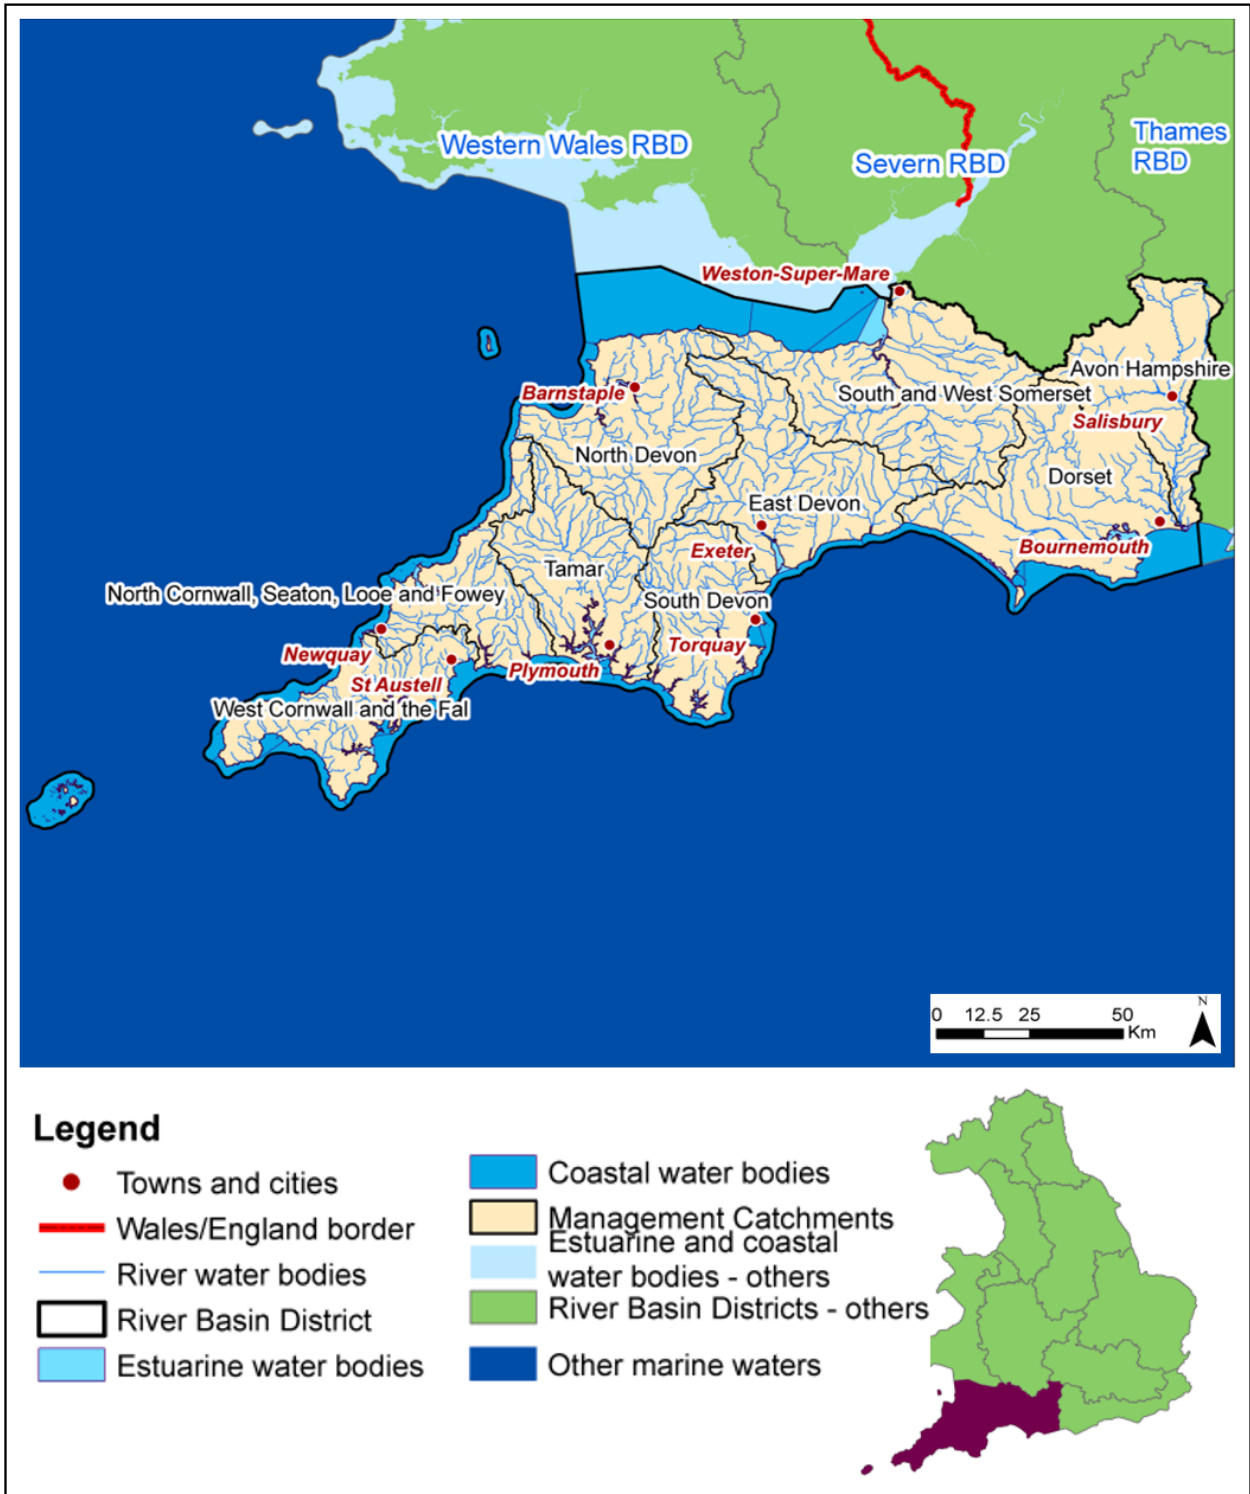 Western Wales RBD
Severn RBD
Thames
RBD
Weston-Super-Mare
Avon Hampshire
Barnstaple
South and West Somerset
Salisbury
North Devon
Dorset
East Devon
Exeter
Bournemouth
Tamar
North Cornwall, Seaton, Looe and Fowey
South Devon
Newquay
Torquay
Plymouth
St Austell
West Cornwall and the Fal
N
0 12.5 25 50
Km
Legend
Towns and cities
Wales/England border
River water bodies
River Basin District
Estuarine water bodies
Coastal water bodies
Management Catchments
Estuarine and coastal
water bodies - others
River Basin Districts - others
Other marine waters